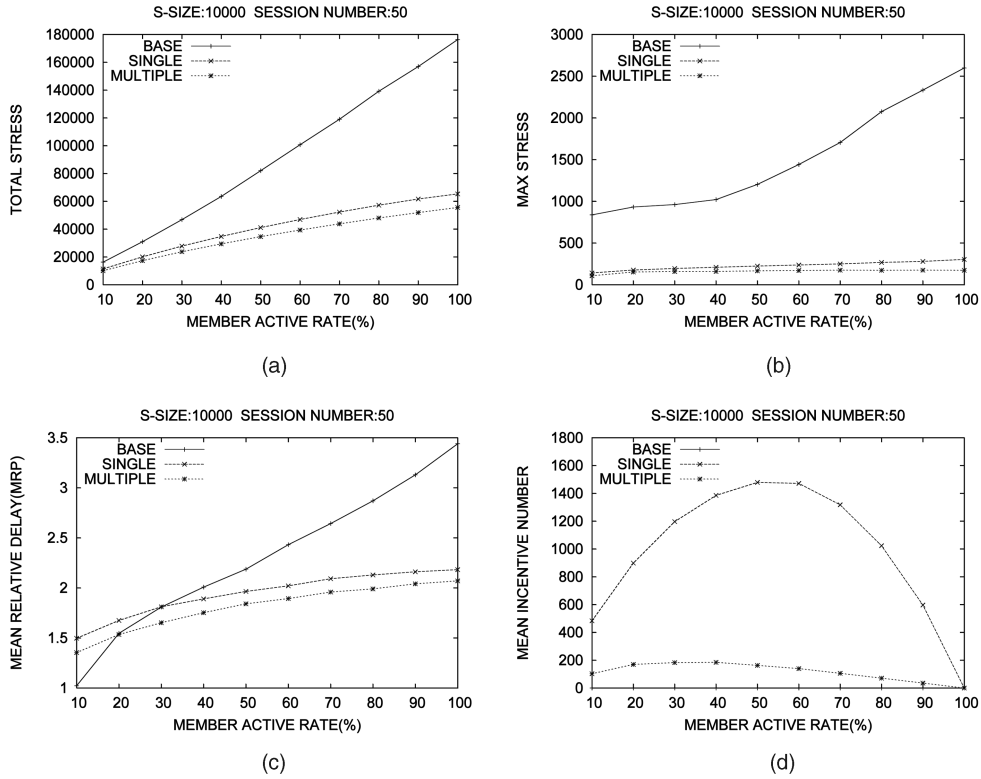 S-SIZE:10000 SESSION NUMBER:50
TOTAL STRESS
180000
160000
140000
120000
100000
80000
60000
40000
20000
0
BASE
SINGLE
MULTIPLE
10 20 30 40 50 60 70 80 90 100
MEMBER ACTIVE RATE(%)
(a)
S-SIZE:10000 SESSION NUMBER:50
MAX STRESS
3000
2500
2000
1500
1000
500
0
BASE
SINGLE
MULTIPLE
10 20 30 40 50 60 70 80 90 100
MEMBER ACTIVE RATE(%)
(b)
S-SIZE:10000 SESSION NUMBER:50
MEAN RELATIVE DELAY(MRP)
3.5
3
2.5
2
1.5
1
BASE
SINGLE
MULTIPLE
10 20 30 40 50 60 70 80 90 100
MEMBER ACTIVE RATE(%)
(c)
S-SIZE:10000 SESSION NUMBER:50
MEAN INCENTIVE NUMBER
1800
1600
1400
1200
1000
800
600
400
200
0
BASE
SINGLE
MULTIPLE
10 20 30 40 50 60 70 80 90 100
MEMBER ACTIVE RATE(%)
(d)